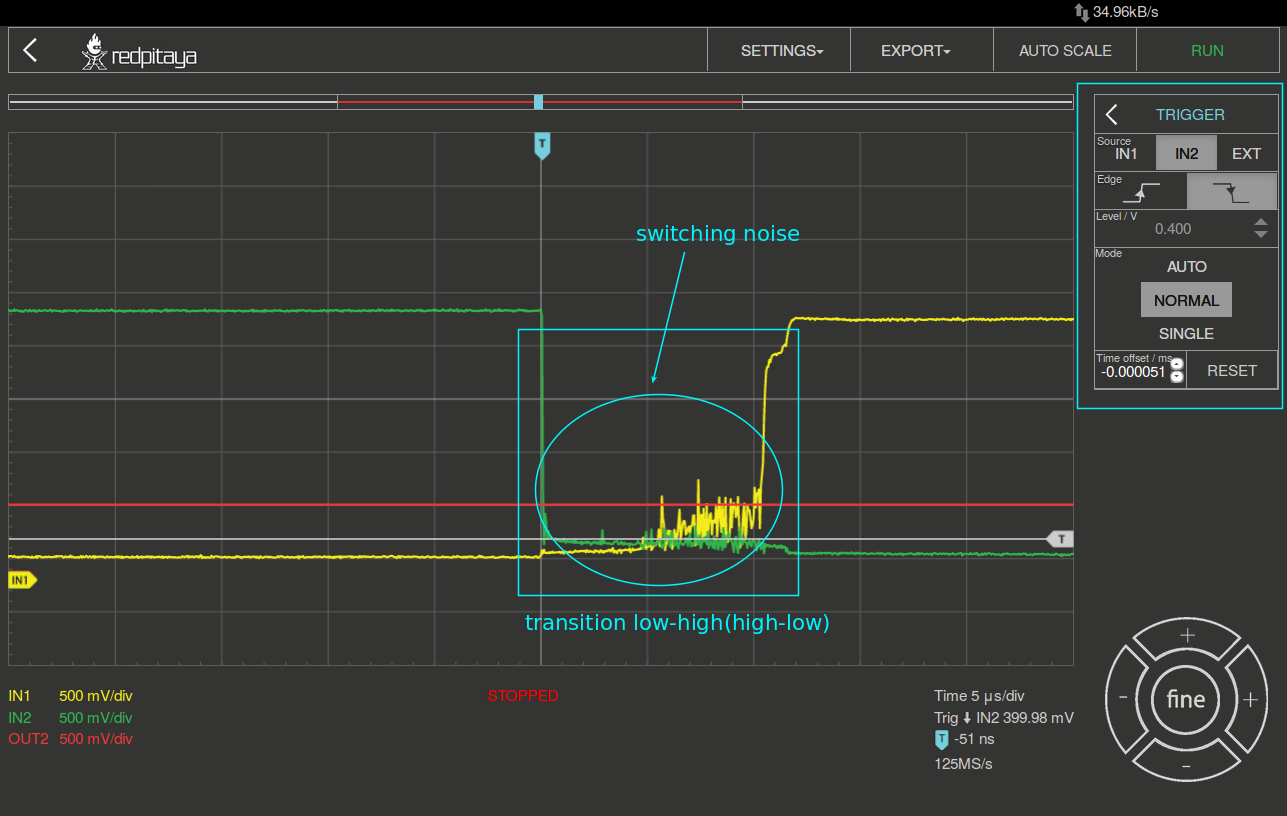 34.96kB/s
redpitaya
SETTINGS
EXPORT
AUTO SCALE
RUN
TRIGGER
Source
IN1 IN2 EXT
Edge
Level / V
0.400
Mode
AUTO
NORMAL
SINGLE
Time offset / ms
-0.000051
RESET
T
switching noise
T
IN1
transition low-high(high-low)
IN1 500 mV/div
IN2 500 mV/div
OUT2 500 mV/div
STOPPED
Time 5 µs/div
Trig IN2 399.98 mV
T -51 ns
125MS/s
+
- fine +
-